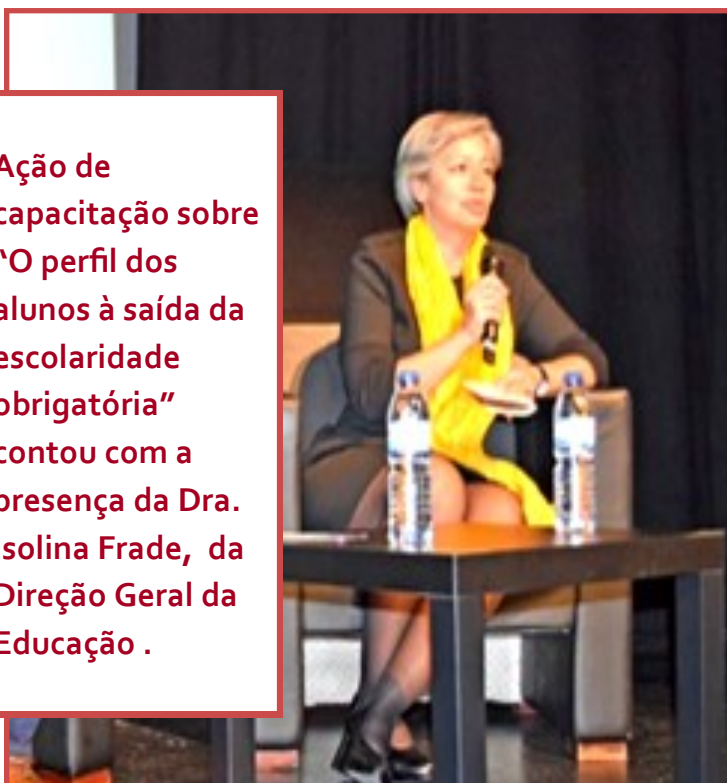 Ação de
capacitação sobre
“O perfil dos
alunos à saída da
escolaridade
obrigatória”
contou com a
presença da Dra.
solina Frade, da
Direção Geral da
Educação .